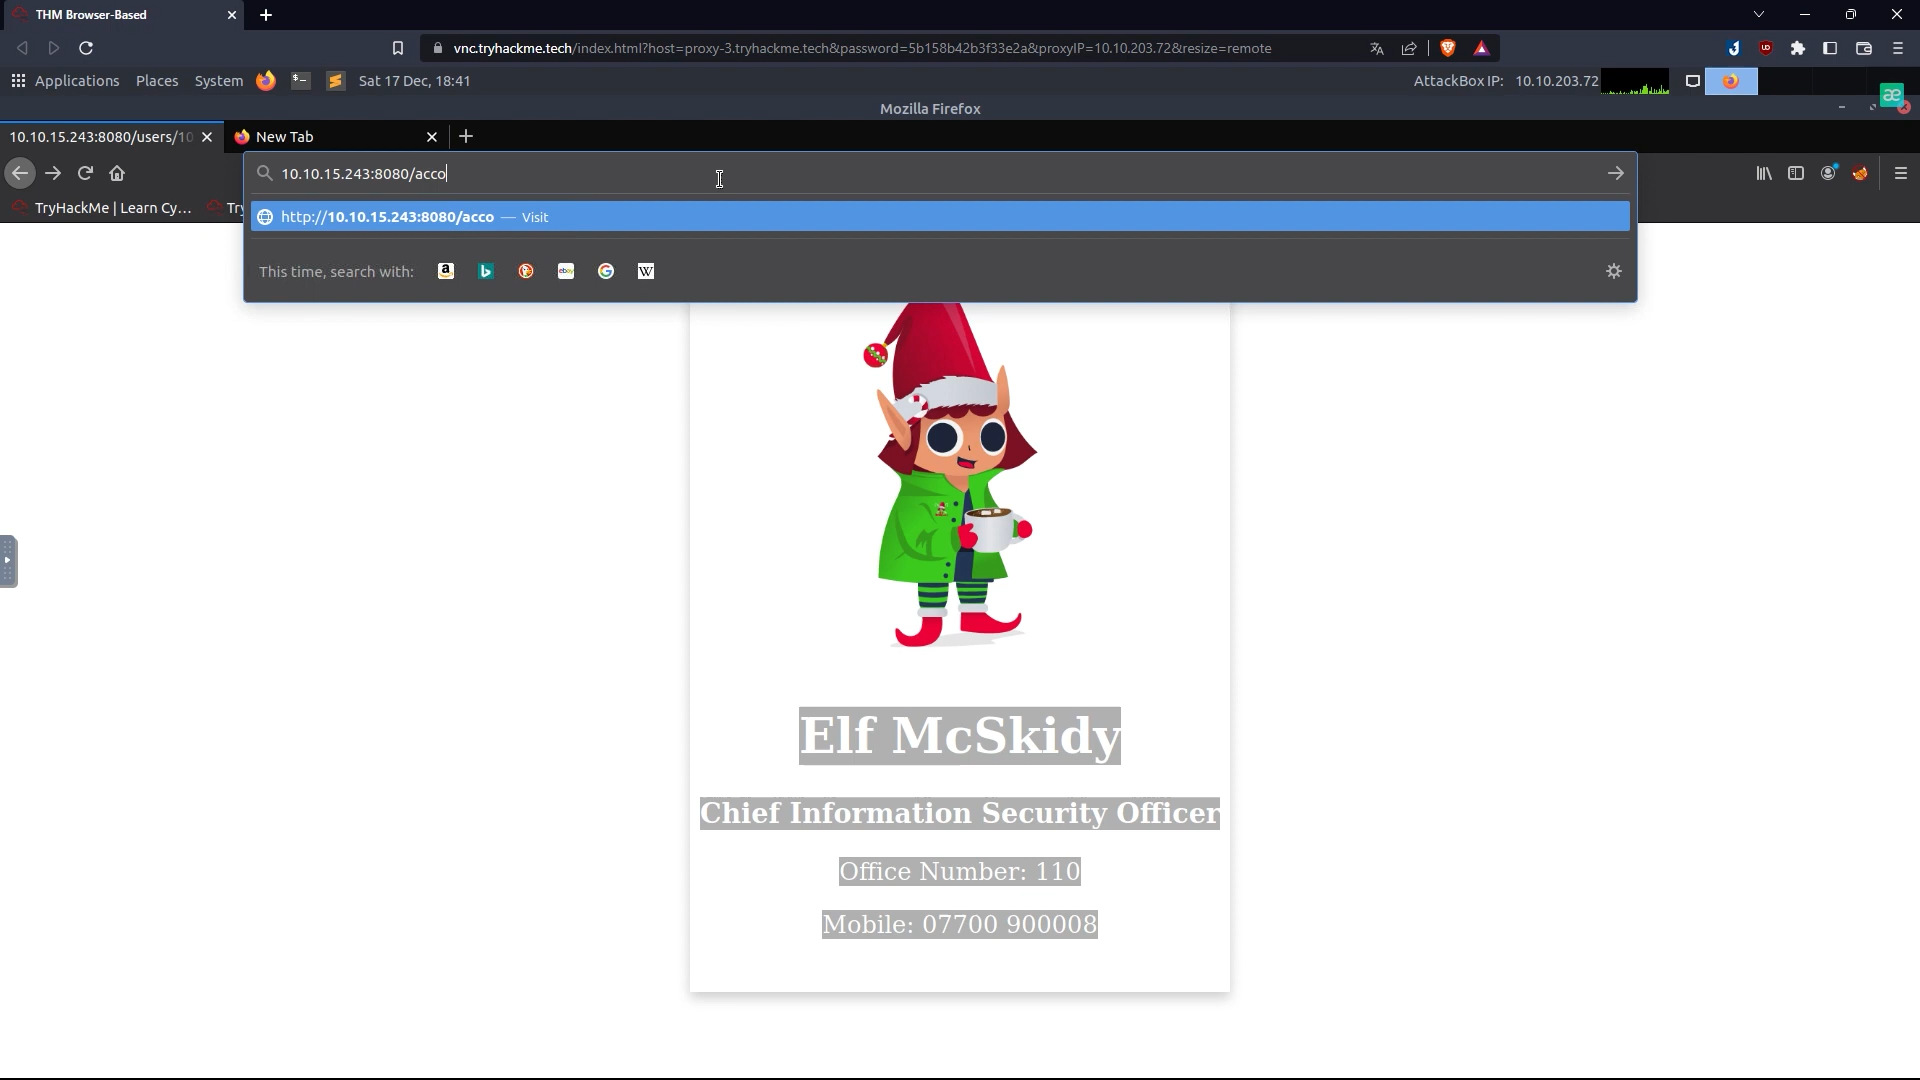 THM Browser-Based
vnc.tryhackme.tech/index.html?host=proxy-3.tryhackme.tech&password=5b158b42b3f33e2a&proxyIP=10.10.203.72&resize=remote
Applications Places System Sat 17 Dec, 18:41 AttackBox IP: 10.10.203.72
Mozilla Firefox
10.10.15.243:8080/users/10 New Tab
10.10.15.243:8080/acco
TryHackMe | Learn Cy… Try
http://10.10.15.243:8080/acco — Visit
This time, search with:
Elf McSkidy
Chief Information Security Officer
Office Number: 110
Mobile: 07700 900008